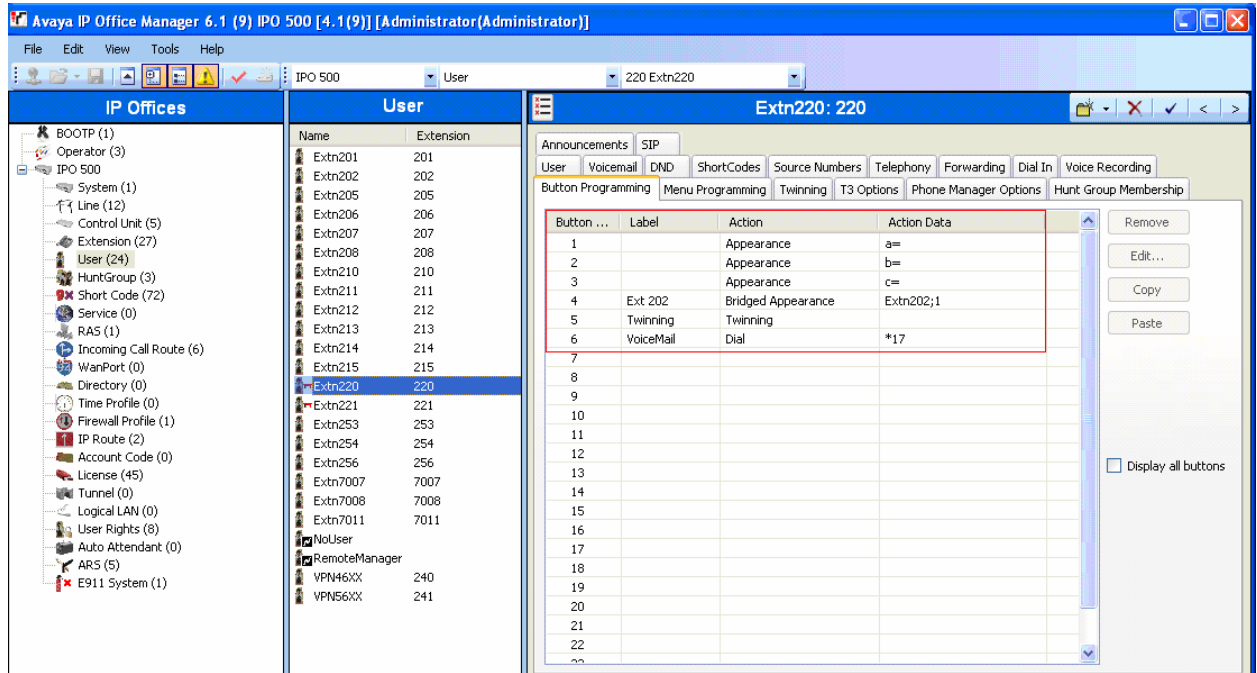 Avaya IP Office Manager 6.1 (9) IPO 500 [4.1(9)] [Administrator(Administrator)]
File Edit View Tools Help
IPO 500 User 220 Extn220
IP Offices
BOOTP (1)
Operator (3)
IPO 500
System (1)
Line (12)
Control Unit (5)
Extension (27)
User (24)
HuntGroup (3)
Short Code (72)
Service (0)
RAS (1)
Incoming Call Route (6)
WanPort (0)
Directory (0)
Time Profile (0)
Firewall Profile (1)
IP Route (2)
Account Code (0)
License (45)
Tunnel (0)
Logical LAN (0)
User Rights (8)
Auto Attendant (0)
ARS (5)
E911 System (1)
User
Name Extension
Extn201 201
Extn202 202
Extn205 205
Extn206 206
Extn207 207
Extn208 208
Extn210 210
Extn211 211
Extn212 212
Extn213 213
Extn214 214
Extn215 215
Extn220 220
Extn221 221
Extn253 253
Extn254 254
Extn256 256
Extn7007 7007
Extn7008 7008
Extn7011 7011
NoUser
RemoteManager
VPN46XX 240
VPN56XX 241
Extn220: 220
Announcements SIP
User Voicemail DND ShortCodes Source Numbers Telephony Forwarding Dial In Voice Recording
Button Programming Menu Programming Twinning T3 Options Phone Manager Options Hunt Group Membership
Button ... Label Action Action Data
1 Appearance a=
2 Appearance b=
3 Appearance c=
4 Ext 202 Bridged Appearance Extn202;1
5 Twinning Twinning
6 VoiceMail Dial *17
7
8
9
10
11
12
13
14
15
16
17
18
19
20
21
22
Remove
Edit...
Copy
Paste
Display all buttons